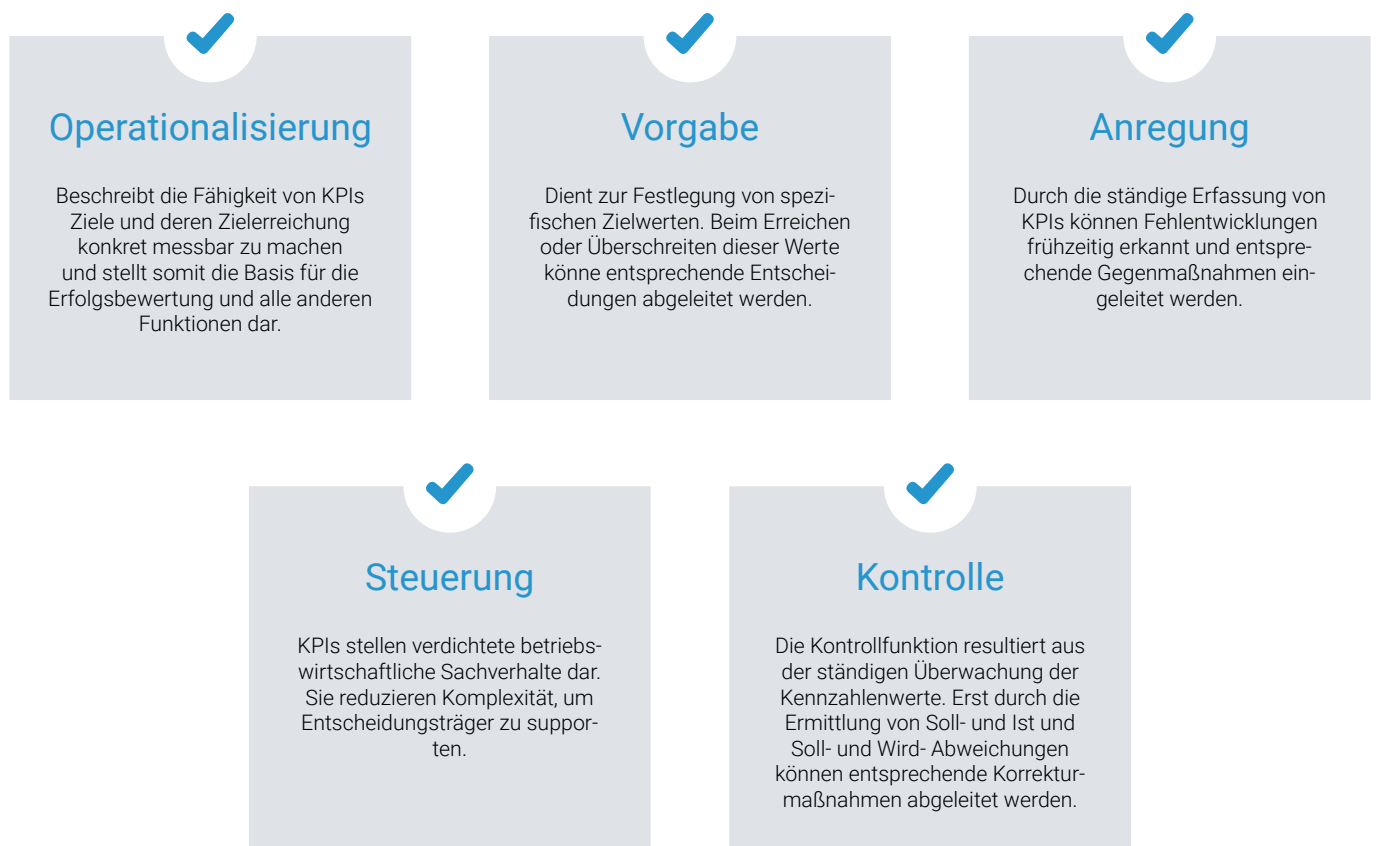 Operationalisierung
Beschreibt die Fähigkeit von KPIs
Ziele und deren Zielerreichung
konkret messbar zu machen
und stellt somit die Basis für die
Erfolgsbewertung und alle anderen
Funktionen dar.
Vorgabe
Dient zur Festlegung von spezi-
fischen Zielwerten. Beim Erreichen
oder Überschreiten dieser Werte
könne entsprechende Entschei-
dungen abgeleitet werden.
Anregung
Durch die ständige Erfassung von
KPIs können Fehlentwicklungen
frühzeitig erkannt und entspre-
chende Gegenmaßnahmen ein-
geleitet werden.
Steuerung
KPIs stellen verdichtete betriebs-
wirtschaftliche Sachverhalte dar.
Sie reduzieren Komplexität, um
Entscheidungsträger zu suppor-
ten.
Kontrolle
Die Kontrollfunktion resultiert aus
der ständigen Überwachung der
Kennzahlenwerte. Erst durch die
Ermittlung von Soll- und Ist und
Soll- und Wird- Abweichungen
können entsprechende Korrektur-
maßnahmen abgeleitet werden.